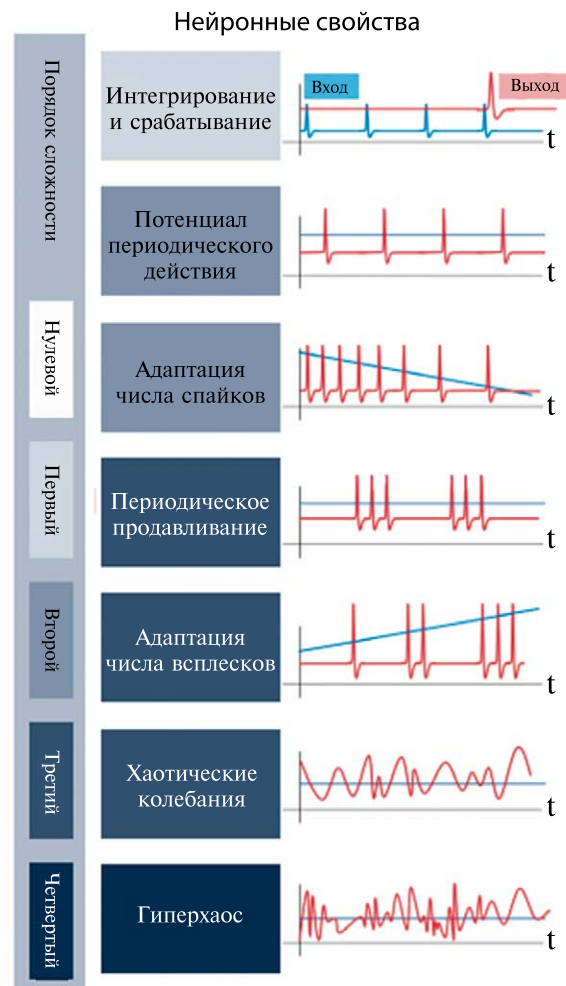 Нейронные свойства
Порядок сложности
Интегрирование
и срабатывание
Вход
Выход
t
Потенциал
периодического
действия
t
Нулевой
Адаптация
числа спайков
t
Первый
Периодическое
продавливание
t
Второй
Адаптация
числа всплесков
t
Третий
Хаотические
колебания
t
Четвертый
Гиперхаос
t